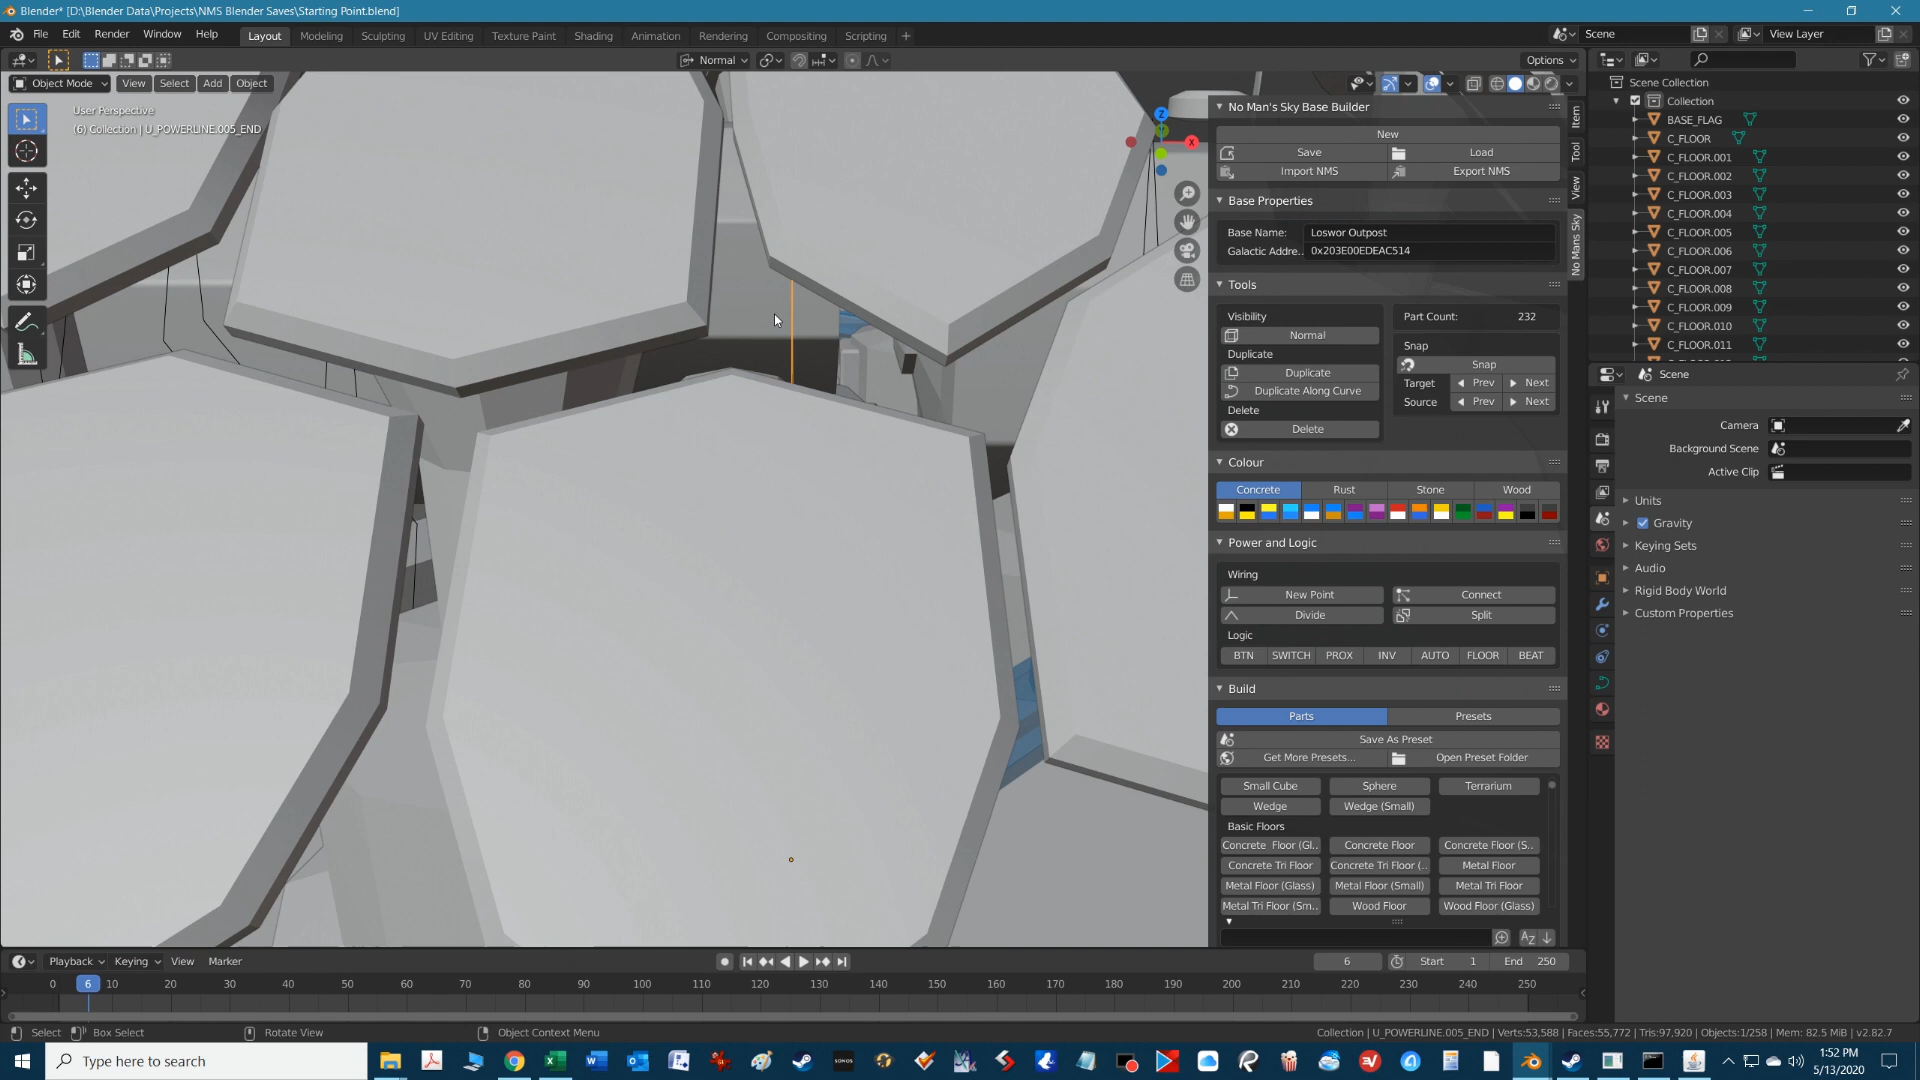 Blender* [D:\Blender Data\Projects\NMS Blender Saves\Starting Point.blend]
File Edit Render Window Help Layout Modeling Sculpting UV Editing Texture Paint Shading Animation Rendering Compositing Scripting + Scene View Layer
Normal Options
Object Mode View Select Add Object
User Perspective
(6) Collection | U_POWERLINE.005_END
Z
X
No Man's Sky Base Builder
New
Save Load
Import NMS Export NMS
Base Properties
Base Name: Loswor Outpost
Galactic Addre.. 0x203E00EDEAC514
Tools
Visibility Part Count: 232
Normal
Snap
Duplicate
Snap
Duplicate
Target Prev Next
Duplicate Along Curve
Source Prev Next
Delete
Delete
Colour
Concrete Rust Stone Wood
Power and Logic
Wiring
New Point Connect
Divide Split
Logic
BTN SWITCH PROX INV AUTO FLOOR BEAT
Build
Parts Presets
Save As Preset
Get More Presets... Open Preset Folder
Small Cube Sphere Terrarium
Wedge Wedge (Small)
Basic Floors
Concrete Floor (Gl.. Concrete Floor Concrete Floor (S..
Concrete Tri Floor Concrete Tri Floor (.. Metal Floor
Metal Floor (Glass) Metal Floor (Small) Metal Tri Floor
Metal Tri Floor (Sm.. Wood Floor Wood Floor (Glass)
Item
Tool
View
No Mans Sky
Scene Collection
Collection
BASE_FLAG
C_FLOOR
C_FLOOR.001
C_FLOOR.002
C_FLOOR.003
C_FLOOR.004
C_FLOOR.005
C_FLOOR.006
C_FLOOR.007
C_FLOOR.008
C_FLOOR.009
C_FLOOR.010
C_FLOOR.011
Scene
Scene
Camera
Background Scene
Active Clip
Units
Gravity
Keying Sets
Audio
Rigid Body World
Custom Properties
Playback Keying View Marker 6 Start 1 End 250
0 6 10 20 30 40 50 60 70 80 90 100 110 120 130 140 150 160 170 180 190 200 210 220 230 240 250
Select Box Select Rotate View Object Context Menu Collection | U_POWERLINE.005_END | Verts:53,588 | Faces:55,772 | Tris:97,920 | Objects:1/258 | Mem: 82.5 MiB | v2.82.7
Type here to search
SONOS
1:52 PM
5/13/2020